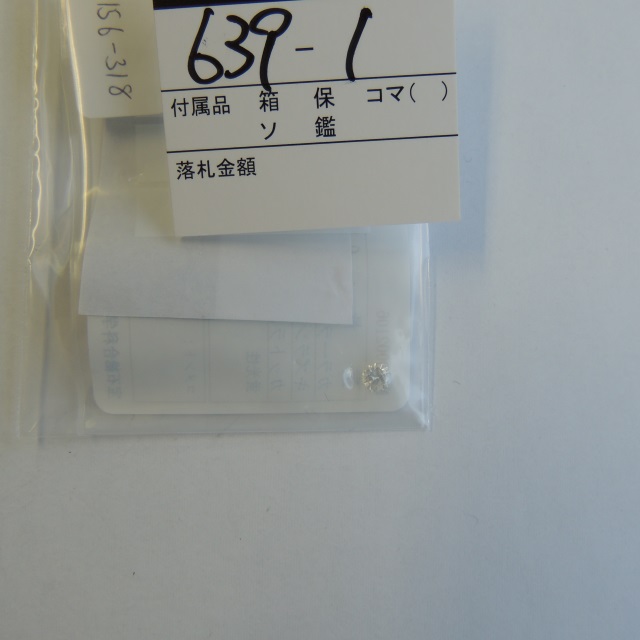 156-318
639-1
付属品 箱 保 コマ( )
ソ 鑑
落札金額